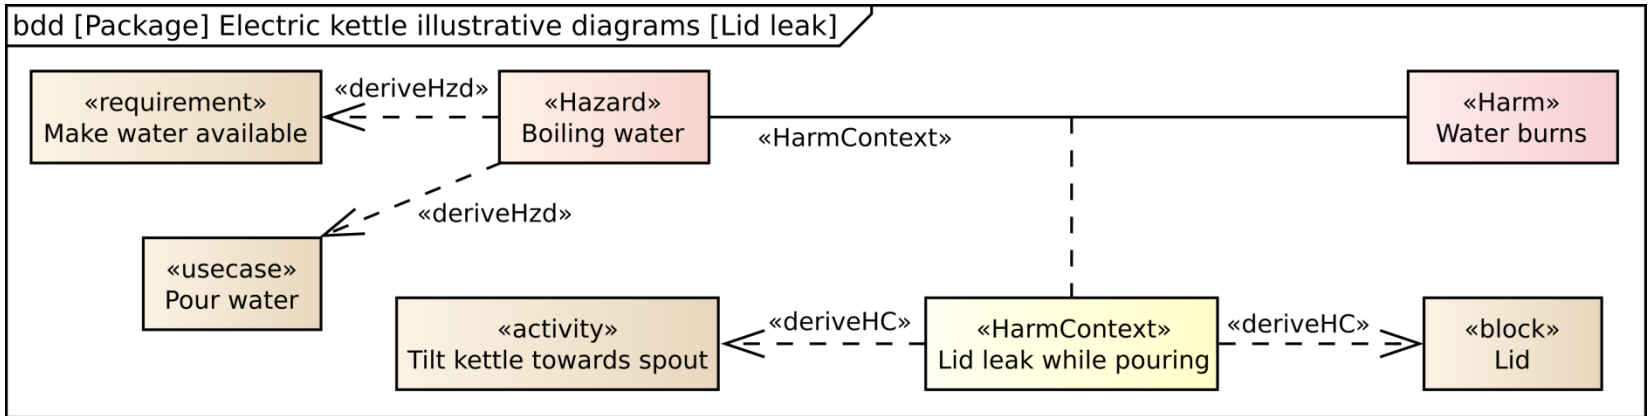 bdd [Package] Electric kettle illustrative diagrams [Lid leak]
«requirement»
Make water available
«deriveHzd»
«Hazard»
Boiling water
«HarmContext»
«Harm»
Water burns
«deriveHzd»
«usecase»
Pour water
«activity»
Tilt kettle towards spout
«deriveHC»
«HarmContext»
Lid leak while pouring
«deriveHC»
«block»
Lid